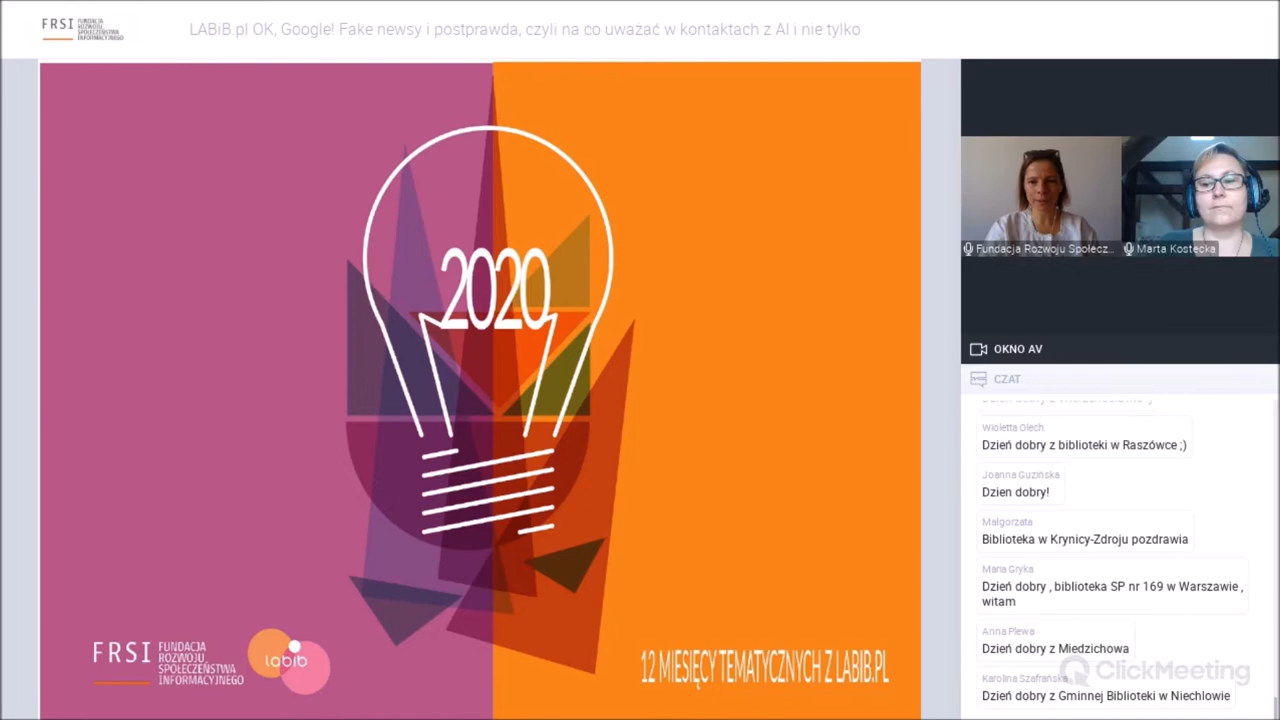 FRSI FUNDACJA
ROZWOJU
SPOŁECZEŃSTWA
INFORMACYJNEGO
LABiB.pl OK, Google! Fake newsy i postprawda, czyli na co uważać w kontaktach z AI i nie tylko
2020
FRSI FUNDACJA
ROZWOJU
SPOŁECZEŃSTWA
INFORMACYJNEGO
labib
12 MIESIĘCY TEMATYCZNYCH Z LABIB.PL
Fundacja Rozwoju Społecz...
Marta Kostecka
OKNO AV
CZAT
Wioletta Olech
Dzień dobry z biblioteki w Raszówce ;)
Joanna Guzińska
Dzien dobry!
Małgorzata
Biblioteka w Krynicy-Zdroju pozdrawia
Maria Gryka
Dzień dobry , biblioteka SP nr 169 w Warszawie ,
witam
Anna Plewa
Dzień dobry z Miedzichowa
ClickMeeting
Karolina Szafrańska
Dzień dobry z Gminnej Biblioteki w Niechlowie